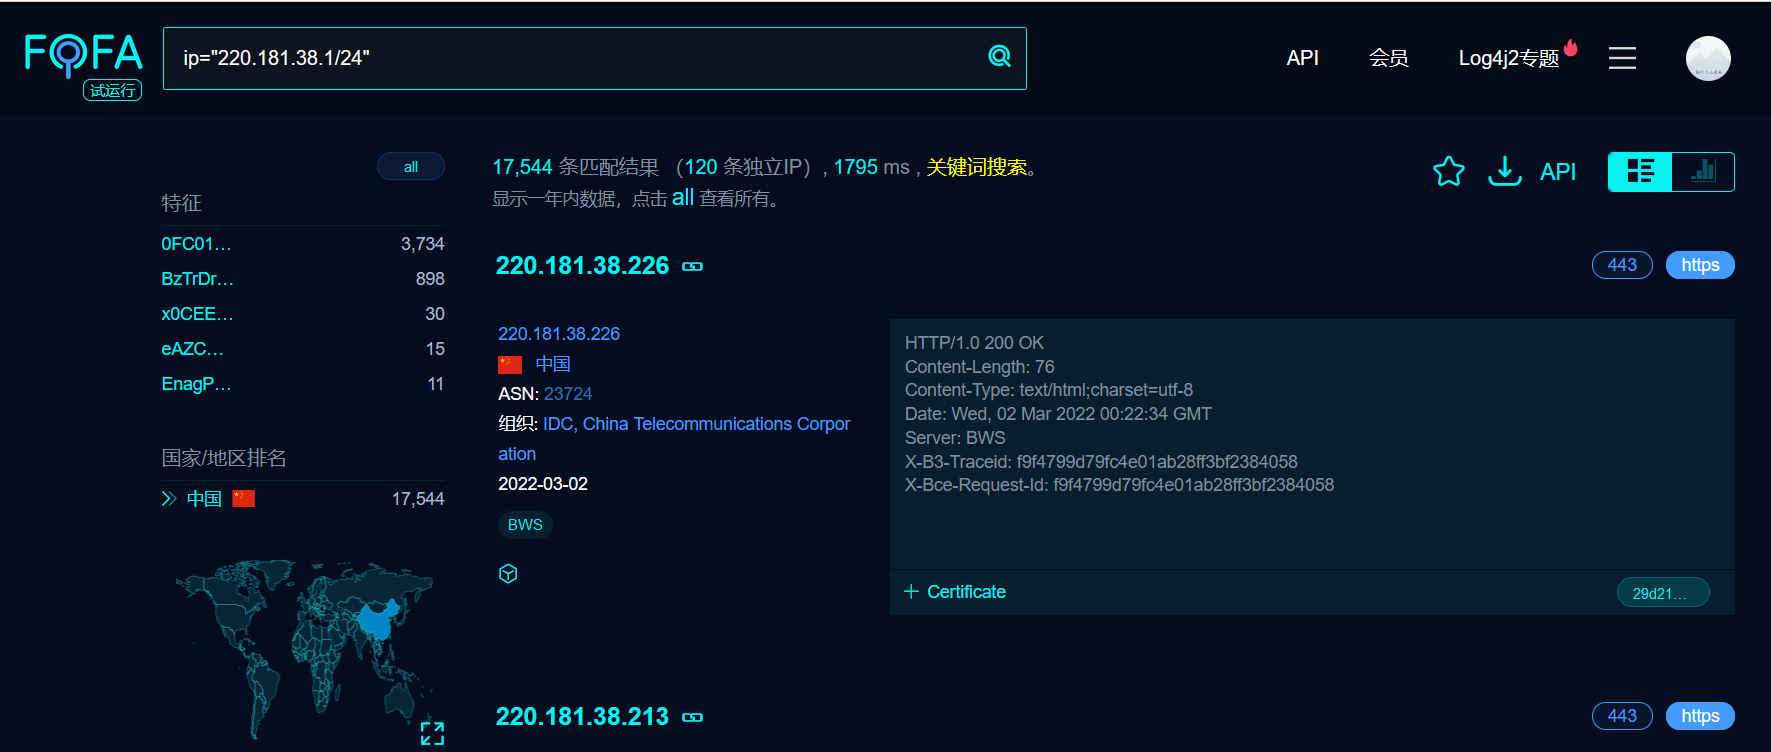 FOFA
试运行
ip="220.181.38.1/24"
API
会员
Log4j2专题
all
特征
0FC01... 3,734
BzTrDr... 898
x0CEE... 30
eAZC... 15
EnagP... 11
国家/地区排名
中国 17,544
17,544 条匹配结果 （120 条独立IP）, 1795 ms , 关键词搜索。
显示一年内数据，点击 all 查看所有。
API
220.181.38.226
443 https
220.181.38.226
中国
ASN: 23724
组织: IDC, China Telecommunications Corpor
ation
2022-03-02
BWS
HTTP/1.0 200 OK
Content-Length: 76
Content-Type: text/html;charset=utf-8
Date: Wed, 02 Mar 2022 00:22:34 GMT
Server: BWS
X-B3-Traceid: f9f4799d79fc4e01ab28ff3bf2384058
X-Bce-Request-Id: f9f4799d79fc4e01ab28ff3bf2384058
Certificate
29d21...
220.181.38.213
443 https